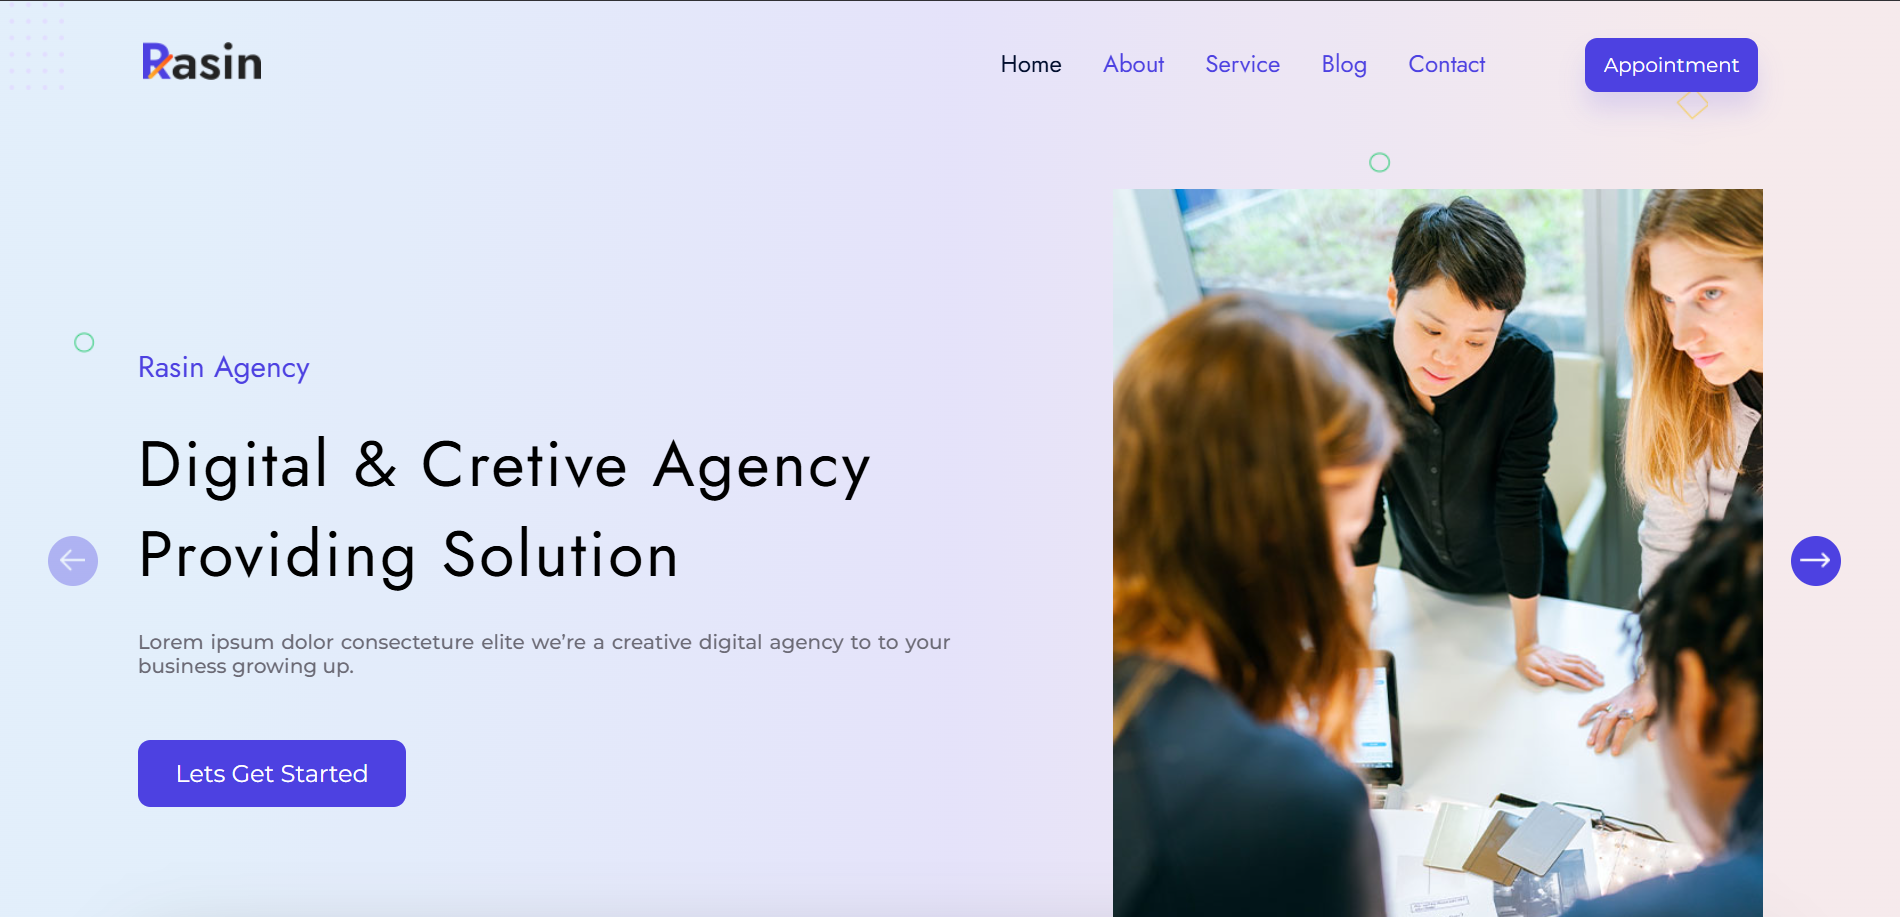 Rasin
Home About Service Blog Contact Appointment
Rasin Agency
Digital & Cretive Agency
Providing Solution
Lorem ipsum dolor consecteture elite we’re a creative digital agency to to your
business growing up.
Lets Get Started